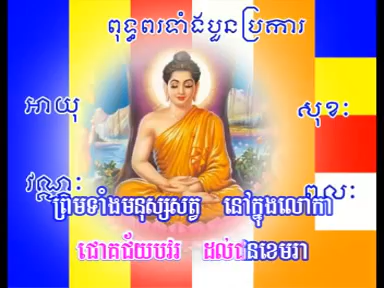 ពុទ្ធពរទាំងបួនប្រការ
អាយុ សុខៈ
វណ្ណៈ ពលៈ
ព្រមទាំងមនុស្សសត្វ នៅក្នុងលោកា
ជោគជ័យបវរ ដល់ជនខេមរា